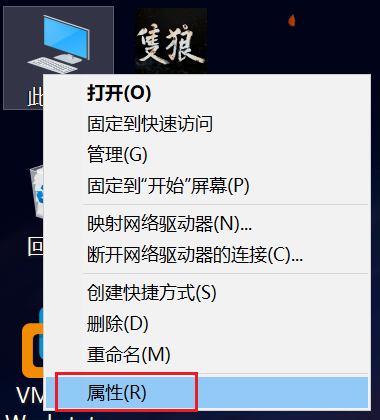 隻狼
此
打开(O)
固定到快速访问
管理(G)
固定到“开始”屏幕(P)
回
映射网络驱动器(N)...
断开网络驱动器的连接(C)...
创建快捷方式(S)
删除(D)
重命名(M)
VM
属性(R)